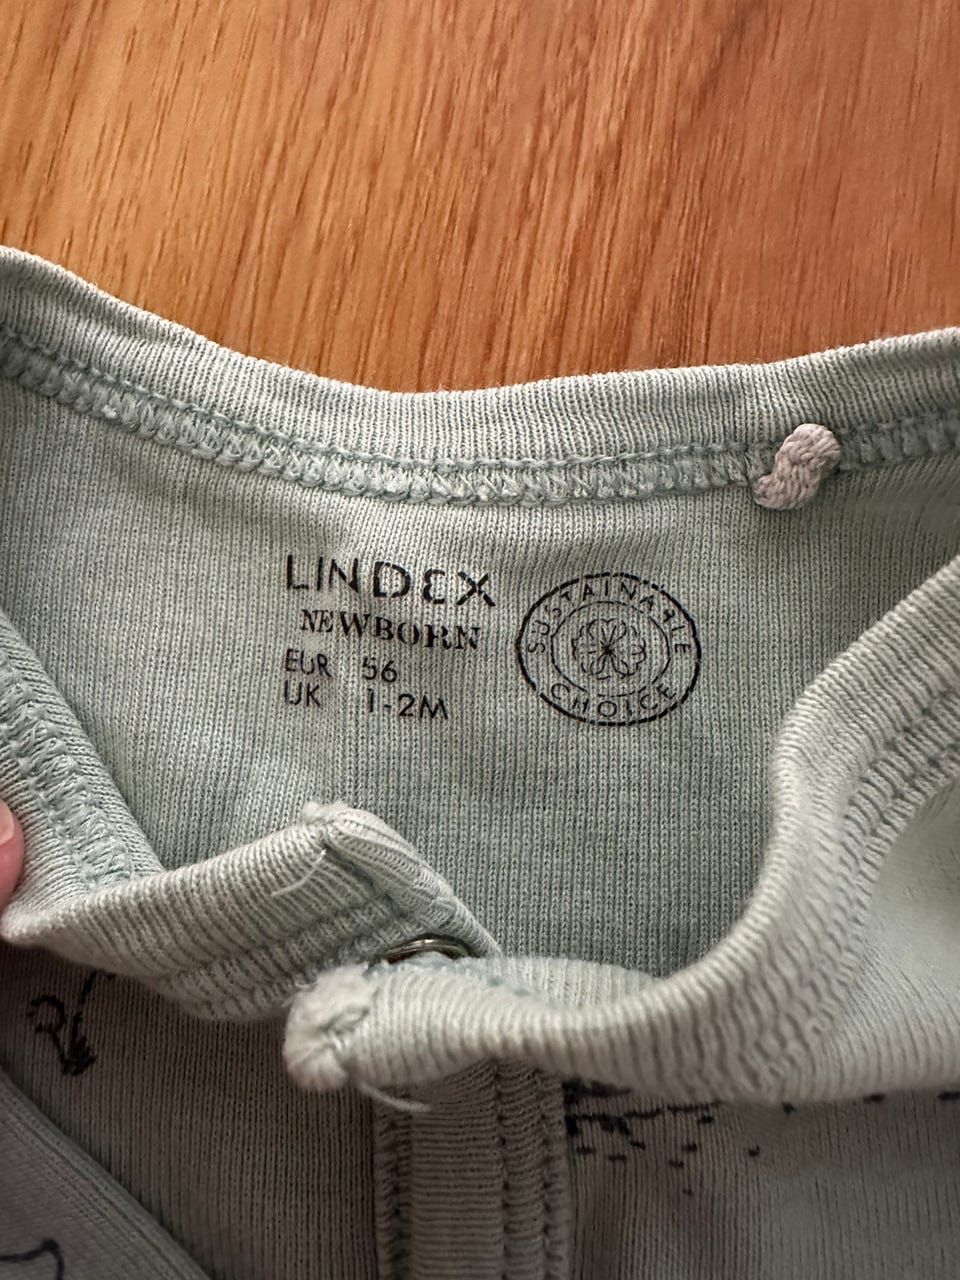 LINDEX
NEWBORN
EUR 56
UK 1-2M
SUSTAINABLE
CHOICE